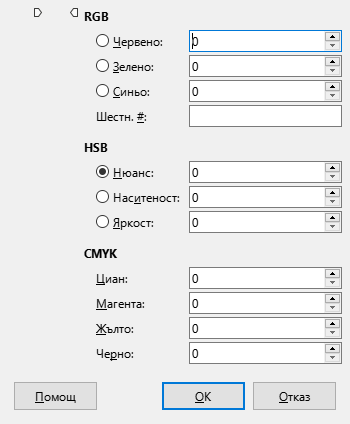 RGB
Червено: 0
Зелено: 0
Синьо: 0
Шестн. #:
HSB
Нюанс: 0
Наситеност: 0
Яркост: 0
CMYK
Циан: 0
Магента: 0
Жълто: 0
Черно: 0
Помощ OK Отказ